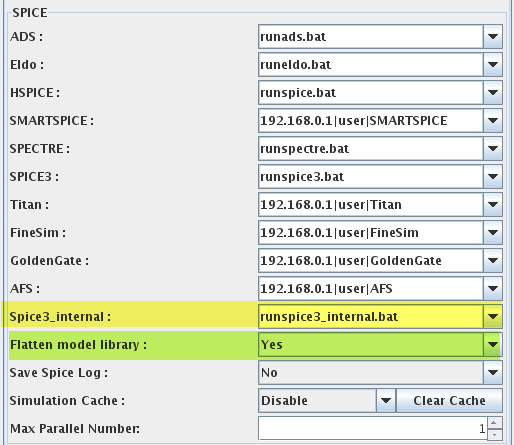 SPICE
ADS : runads.bat
Eldo : runeldo.bat
HSPICE : runspice.bat
SMARTSPICE : 192.168.0.1|user|SMARTSPICE
SPECTRE : runspectre.bat
SPICE3 : runspice3.bat
Titan : 192.168.0.1|user|Titan
FineSim : 192.168.0.1|user|FineSim
GoldenGate : 192.168.0.1|user|GoldenGate
AFS : 192.168.0.1|user|AFS
Spice3_internal : runspice3_internal.bat
Flatten model library : Yes
Save Spice Log : No
Simulation Cache : Disable Clear Cache
Max Parallel Number: 1